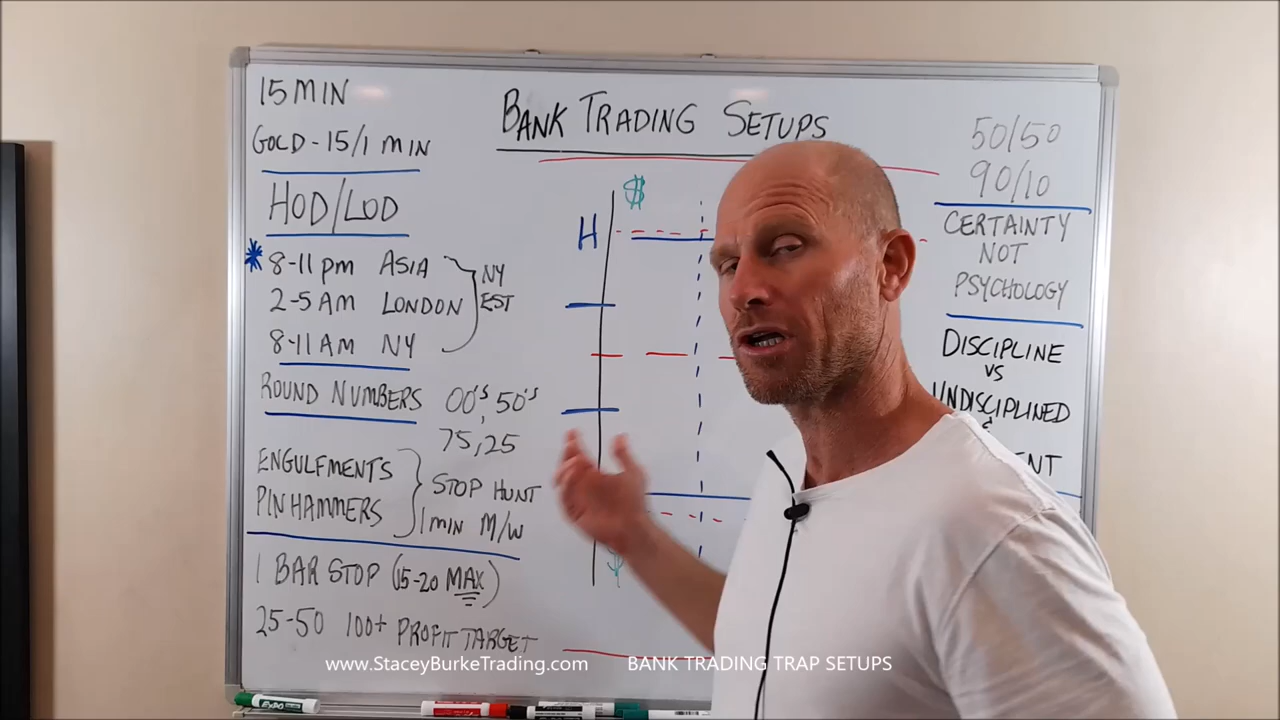 15 MIN
GOLD - 15/1 MIN
HOD/LOD
* 8-11 pm ASIA
2-5 AM LONDON
8-11 AM NY
NY
EST
ROUND NUMBERS 00's, 50's
75, 25
ENGULFMENTS
PIN HAMMERS
STOP HUNT
1 min M/W
1 BAR STOP (15-20 MAX)
25-50 100+ PROFIT TARGET
BANK TRADING SETUPS
$
H
$
50/50
90/10
CERTAINTY
NOT
PSYCHOLOGY
DISCIPLINE
VS
UNDISCIPLINED
&
EXPO
www.StaceyBurkeTrading.com BANK TRADING TRAP SETUPS